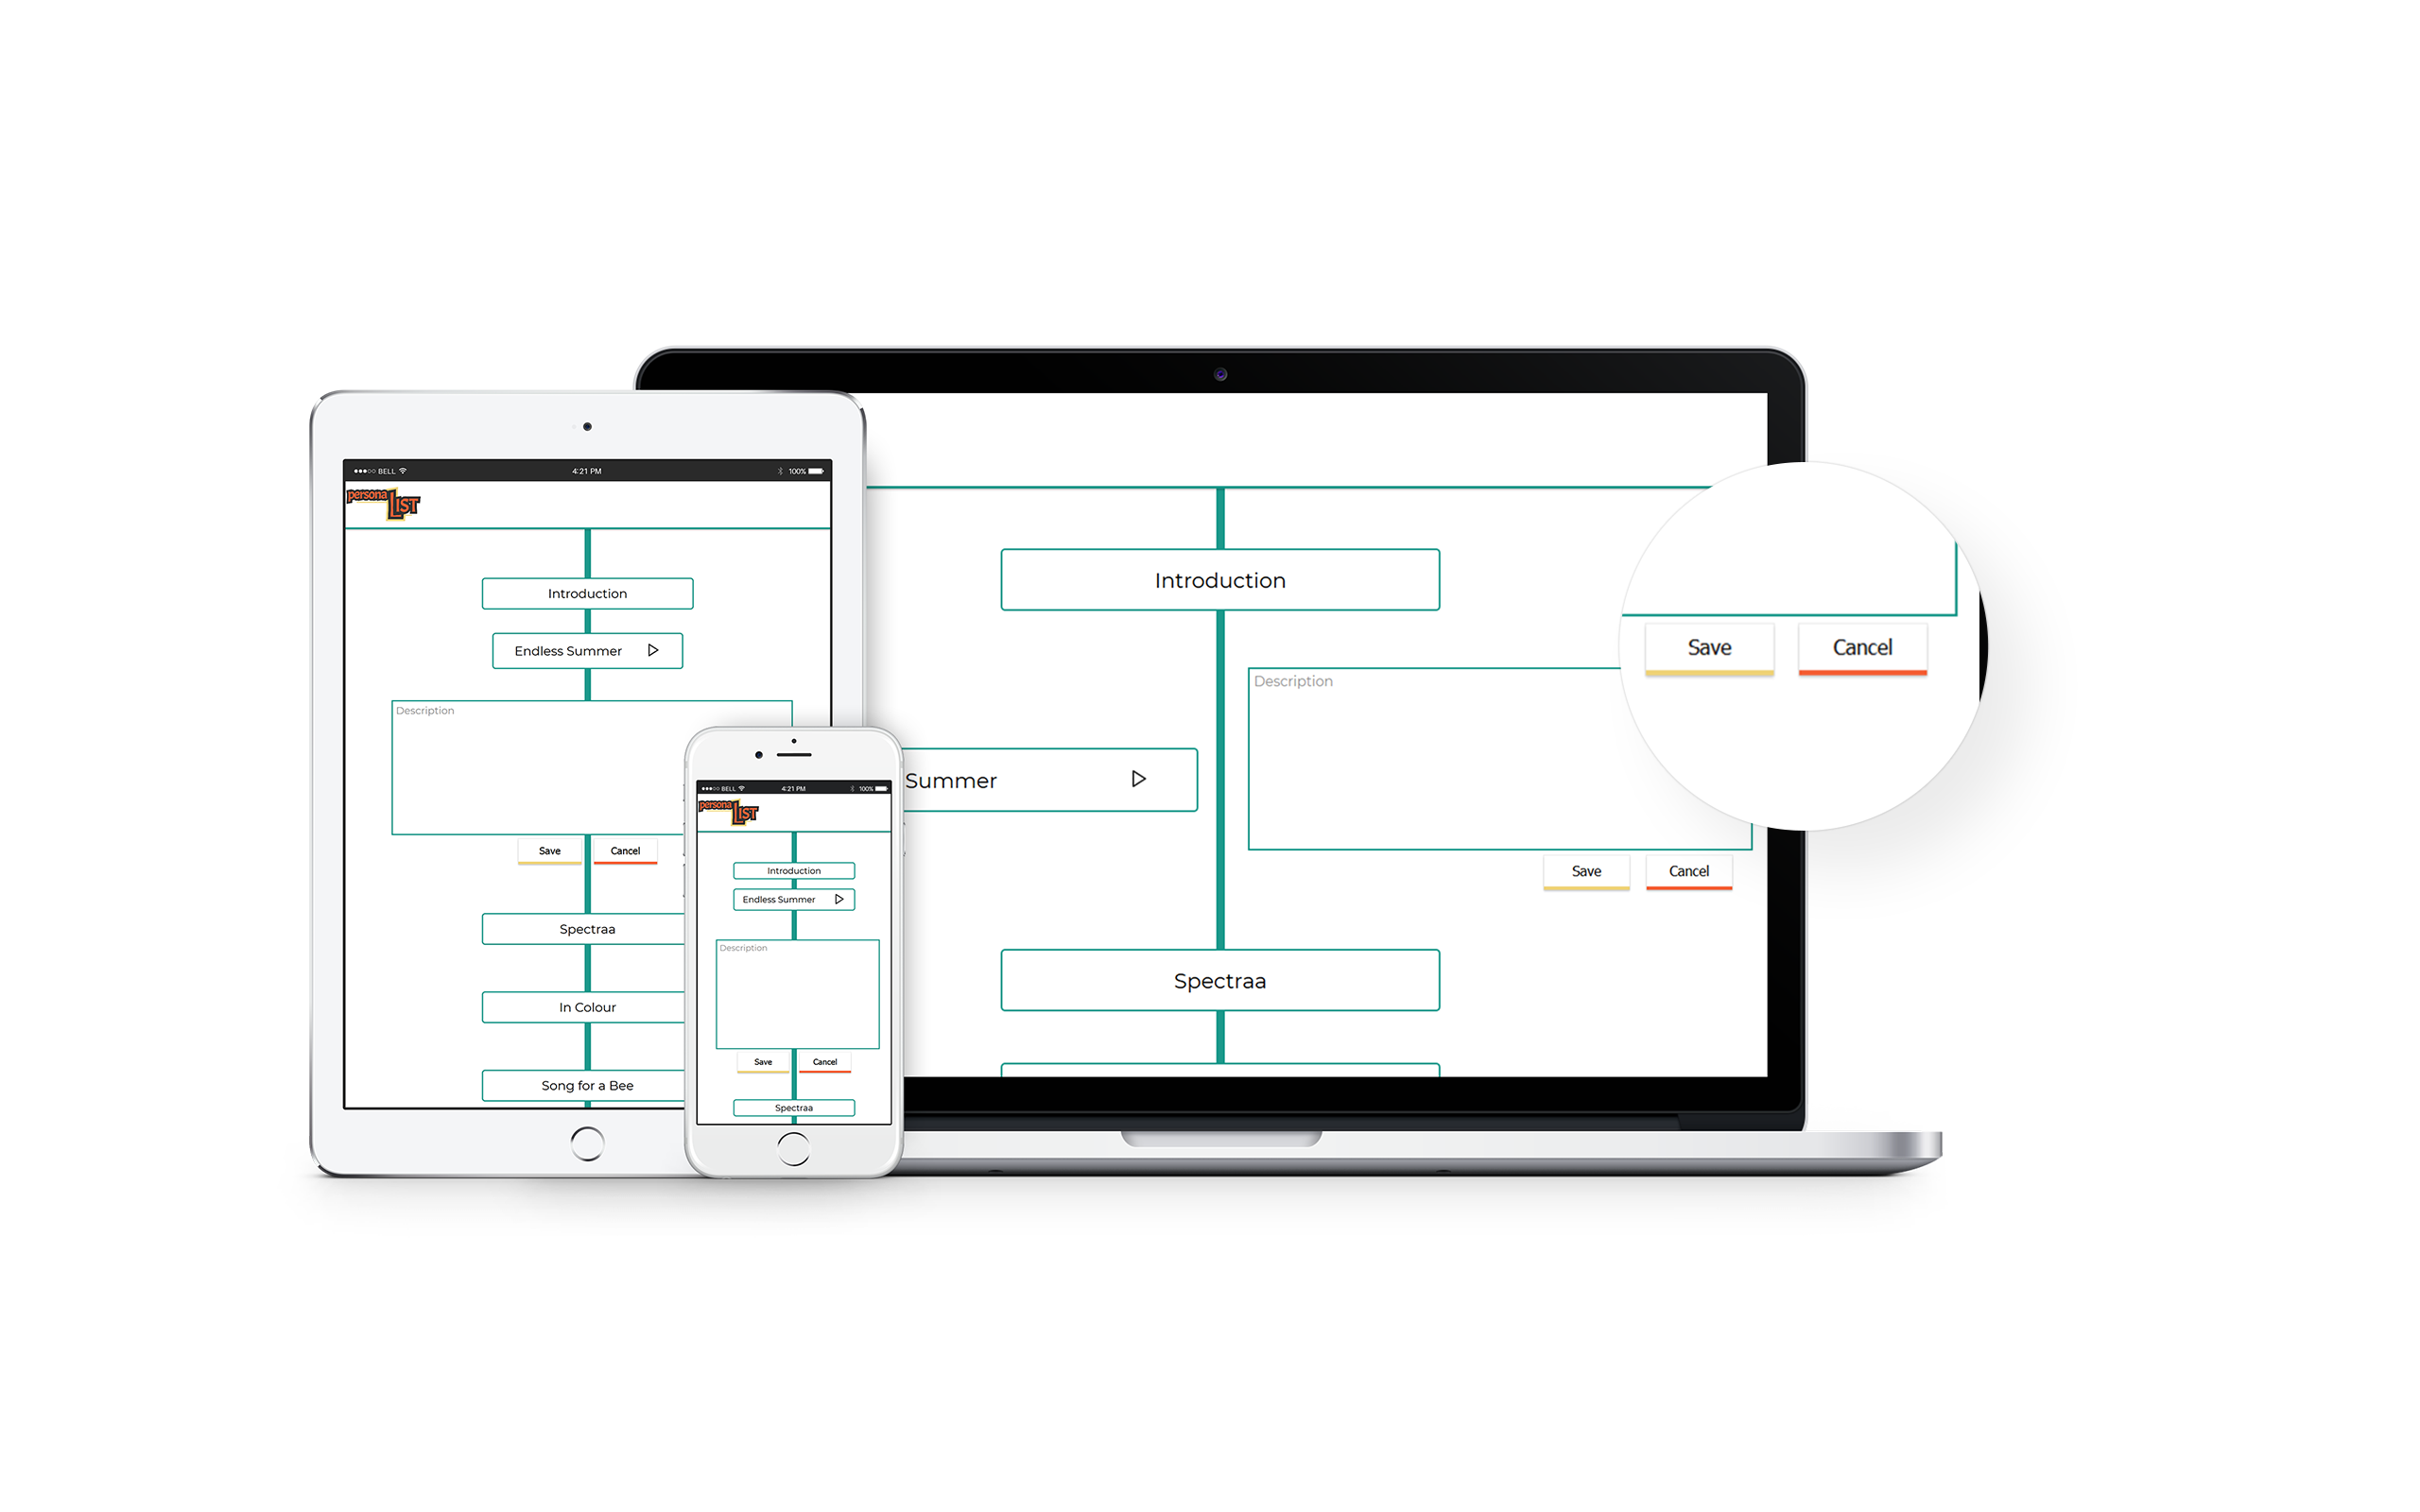 BELL 4:21 PM 100%
persona LIST
Introduction
Endless Summer
Description
Save Cancel
Spectraa
In Colour
Song for a Bee
BELL 4:21 PM 100%
persona LIST
Introduction
Endless Summer
Description
Save Cancel
Spectraa
Introduction
Description
Summer
Save Cancel
Spectraa
Save Cancel